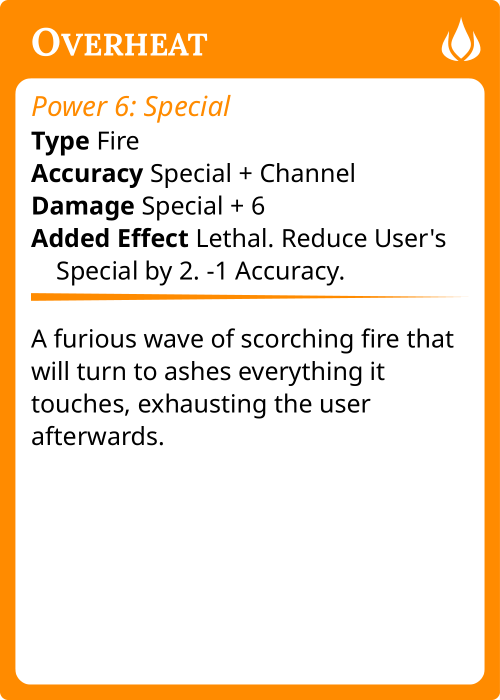 Overheat
Power 6: Special
Type Fire
Accuracy Special + Channel
Damage Special + 6
Added Effect Lethal. Reduce User's
Special by 2. -1 Accuracy.
A furious wave of scorching fire that
will turn to ashes everything it
touches, exhausting the user
afterwards.